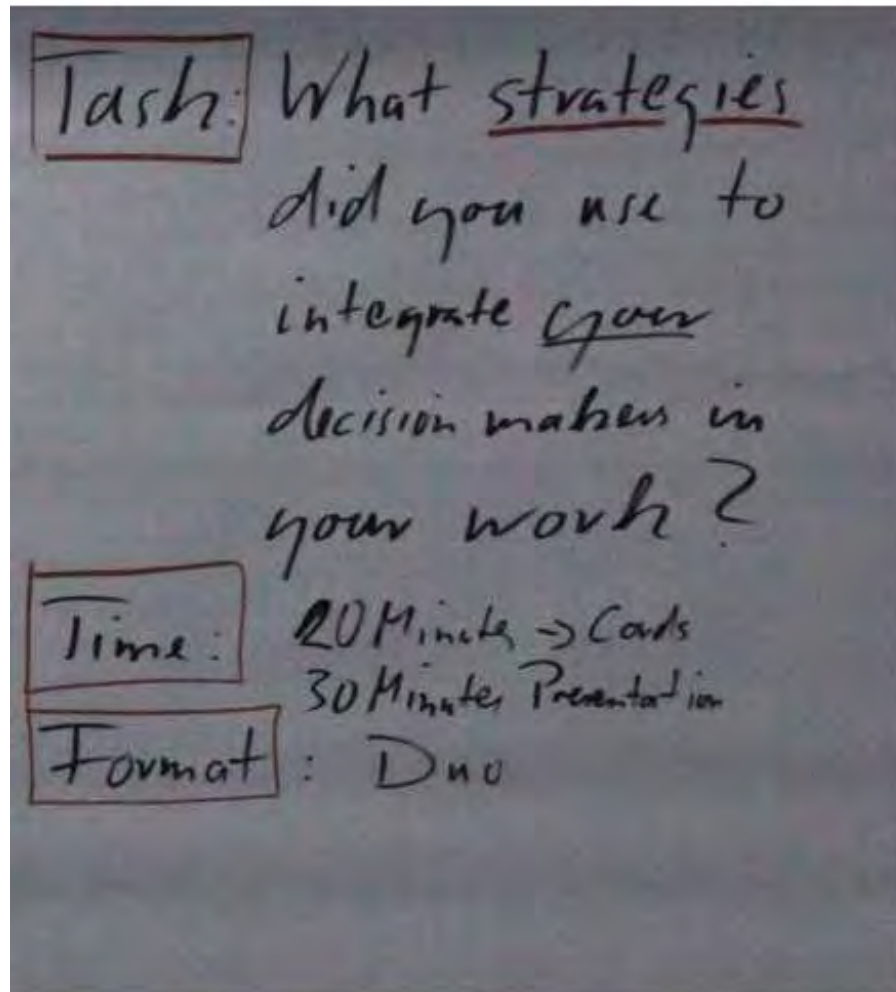 Task: What strategies
did you use to
integrate your
decision makers in
your work?
Time: 20 Minutes -> Cards
30 Minutes Presentation
Format: Duo